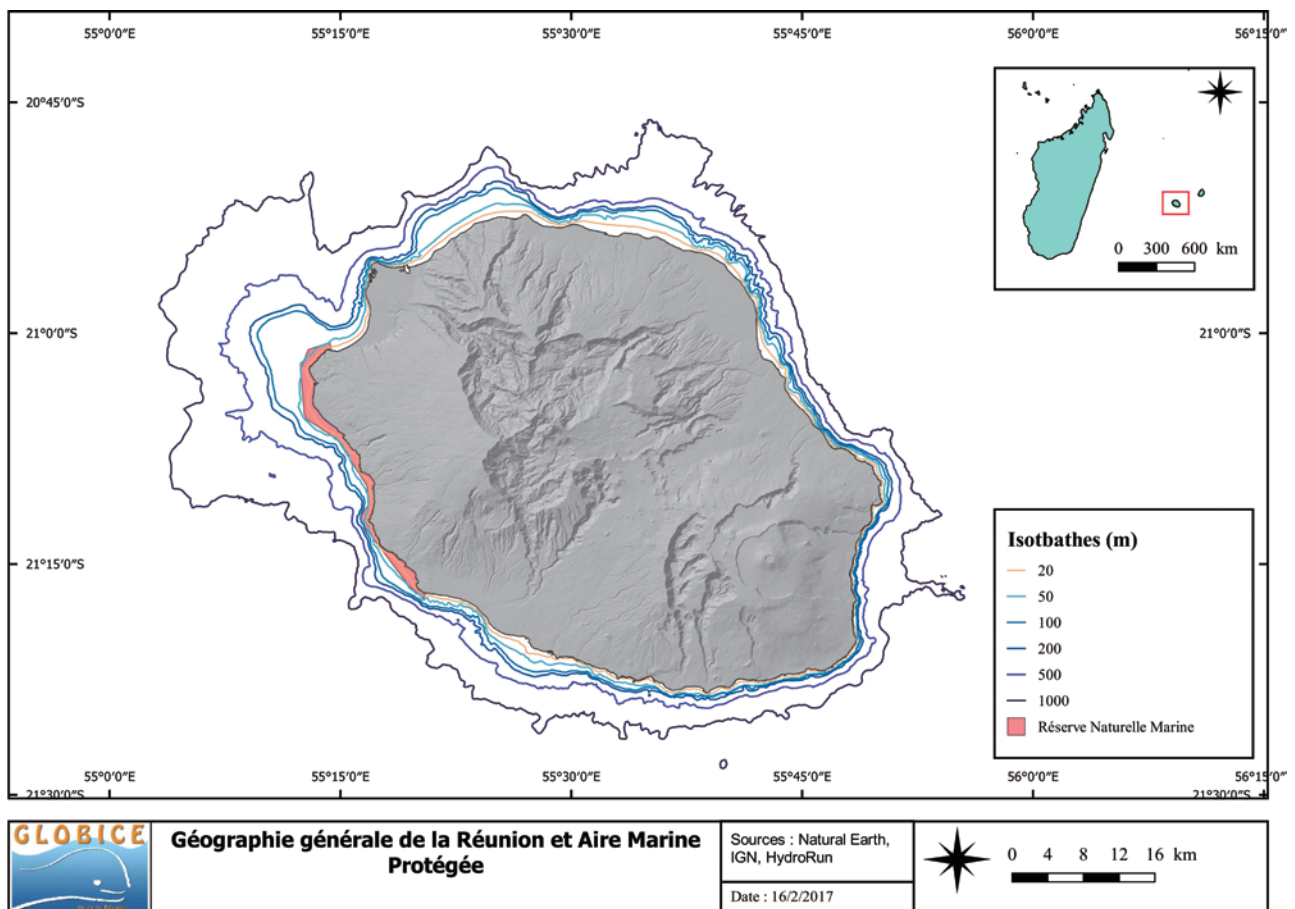 55°0'0"E 55°15'0"E 55°30'0"E 55°45'0"E 56°0'0"E 56°15'0"
20°45'0"S
21°0'0"S 21°0'0"S
21°15'0"S
21°30'0"S 21°30'0"S
0 300 600 km
Isotbathes (m)
20
50
100
200
500
1000
Réserve Naturelle Marine
55°0'0"E 55°15'0"E 55°30'0"E 55°45'0"E 56°0'0"E 56°15'0"E
GLOBICE
Géographie générale de la Réunion et Aire Marine
Protégée
Sources : Natural Earth,
IGN, HydroRun
Date : 16/2/2017
0 4 8 12 16 km